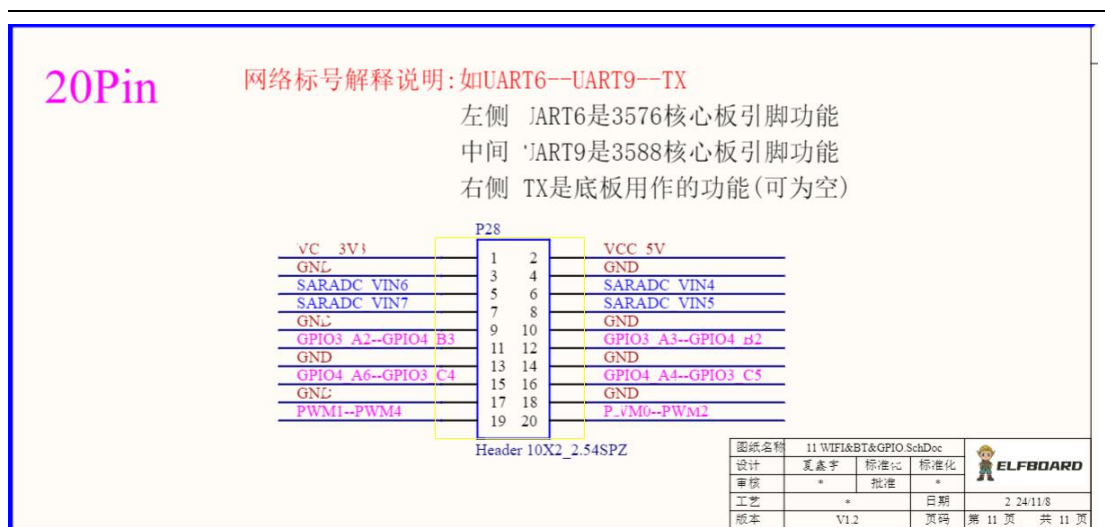 20Pin
网络标号解释说明:如UART6--UART9--TX
左侧 UART6是3576核心板引脚功能
中间 UART9是3588核心板引脚功能
右侧 TX是底板用作的功能(可为空)
P28
VC 3V3 1 2 VCC 5V
GND 3 4 GND
SARADC VIN6 5 6 SARADC VIN4
SARADC VIN7 7 8 SARADC VIN5
GND 9 10 GND
GPIO3 A2--GPIO4 B3 11 12 GPIO3 A3--GPIO4 B2
GND 13 14 GND
GPIO4 A6--GPIO3 C4 15 16 GPIO4 A4--GPIO3 C5
GND 17 18 GND
PWM1--PWM4 19 20 PWM0--PWM2
Header 10X2_2.54SPZ
图纸名称 11 WIFI&BT&GPIO.SchDoc
设计 夏鑫宇 标准化 标准化
审核 * 批准 *
工艺 * 日期 2 24/11/8
版本 V1.2 页码 第 11 页 共 11 页
ELFBOARD